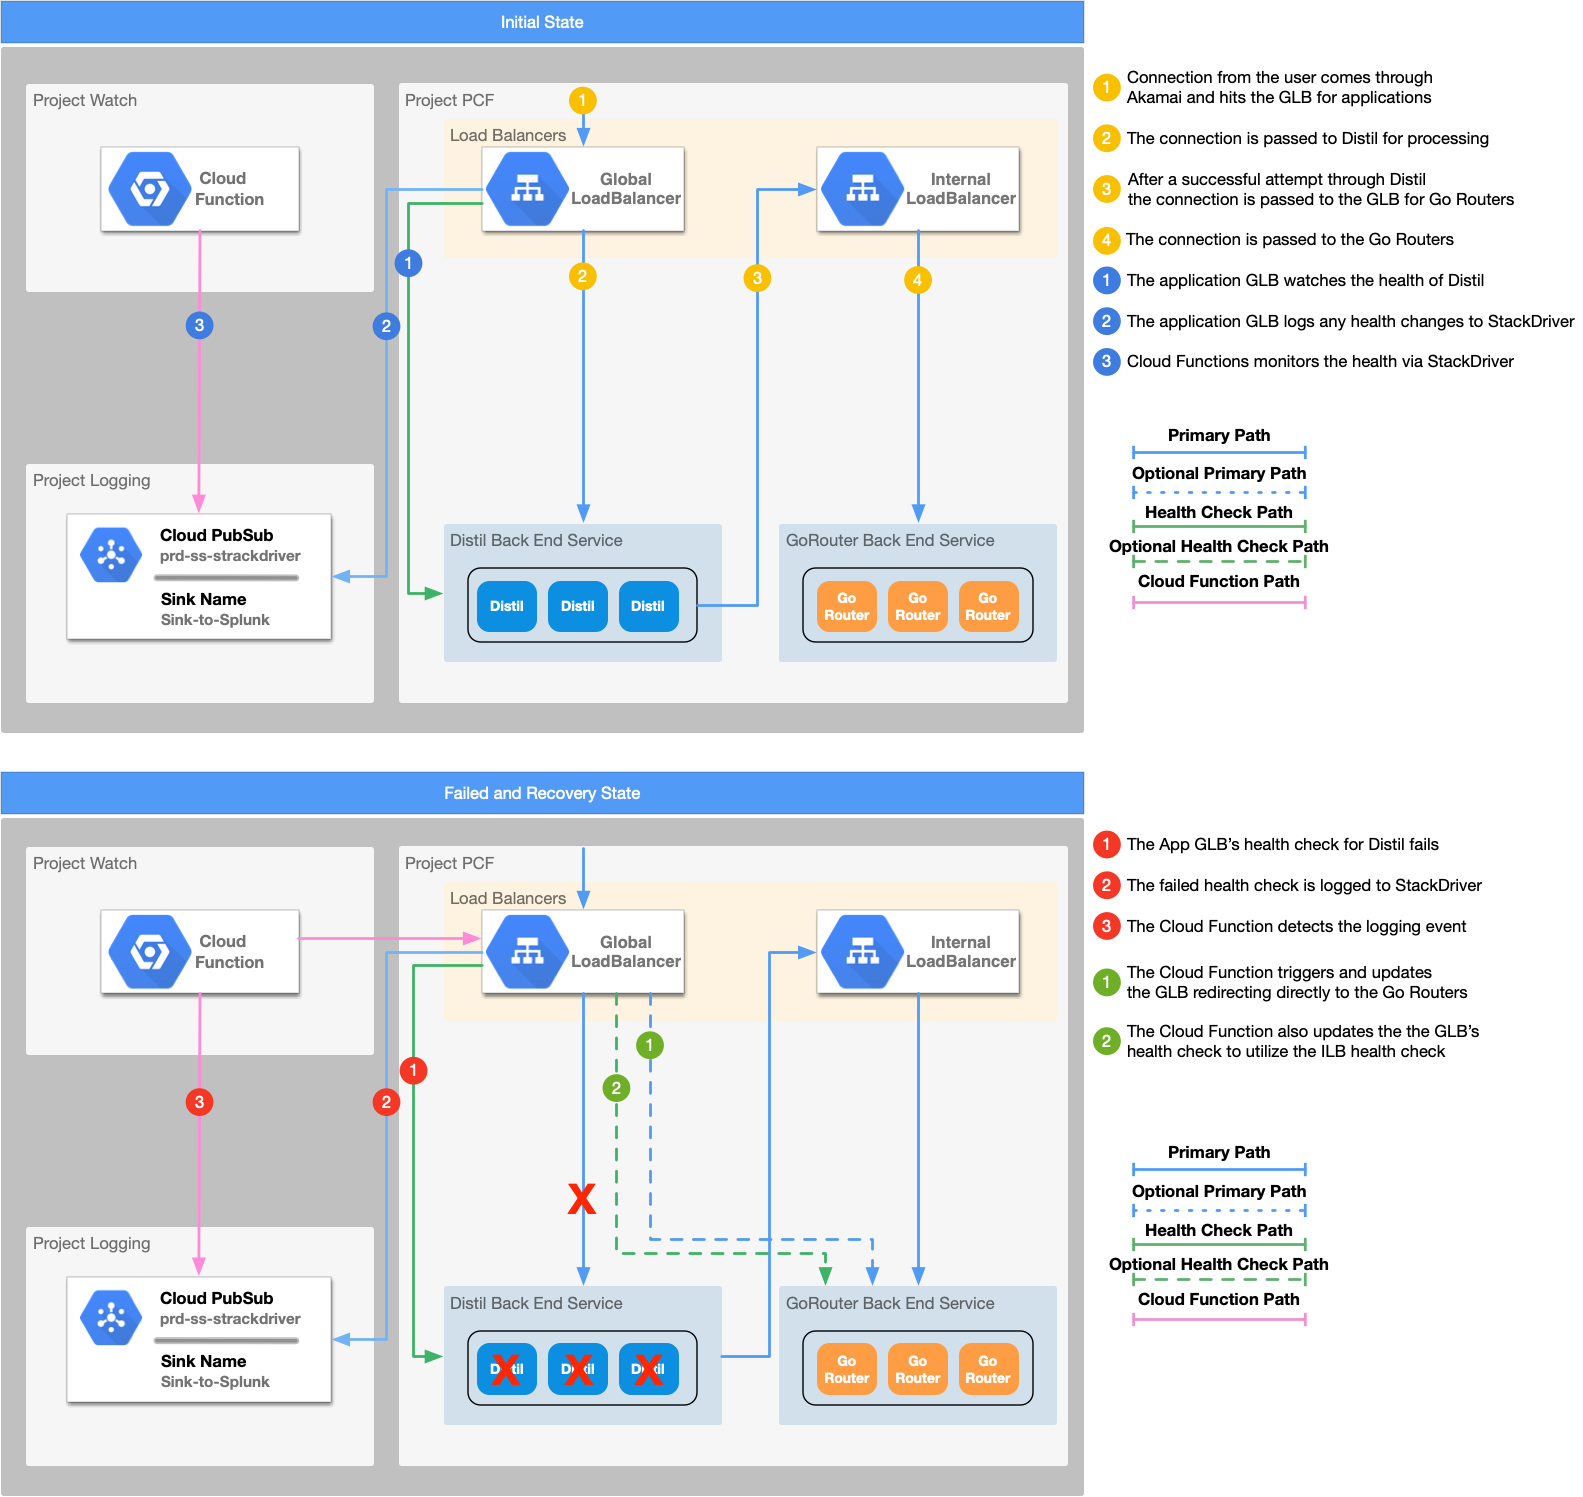 Initial State
Project Watch
Cloud
Function
3
Project Logging
Cloud PubSub
prd-ss-strackdriver
Sink Name
Sink-to-Splunk
Project PCF
1
Load Balancers
Global
LoadBalancer
Internal
LoadBalancer
1
2
2
3
4
Distil Back End Service
Distil
Distil
Distil
GoRouter Back End Service
Go
Router
Go
Router
Go
Router
1 Connection from the user comes through
Akamai and hits the GLB for applications
2 The connection is passed to Distil for processing
3 After a successful attempt through Distil
the connection is passed to the GLB for Go Routers
4 The connection is passed to the Go Routers
1 The application GLB watches the health of Distil
2 The application GLB logs any health changes to StackDriver
3 Cloud Functions monitors the health via StackDriver
Primary Path
Optional Primary Path
Health Check Path
Optional Health Check Path
Cloud Function Path
Failed and Recovery State
Project Watch
Cloud
Function
3
Project Logging
Cloud PubSub
prd-ss-strackdriver
Sink Name
Sink-to-Splunk
Project PCF
Load Balancers
Global
LoadBalancer
Internal
LoadBalancer
1
2
1
2
X
Distil Back End Service
Distil
X
Distil
X
Distil
X
GoRouter Back End Service
Go
Router
Go
Router
Go
Router
1 The App GLB’s health check for Distil fails
2 The failed health check is logged to StackDriver
3 The Cloud Function detects the logging event
1 The Cloud Function triggers and updates
the GLB redirecting directly to the Go Routers
2 The Cloud Function also updates the the GLB’s
health check to utilize the ILB health check
Primary Path
Optional Primary Path
Health Check Path
Optional Health Check Path
Cloud Function Path